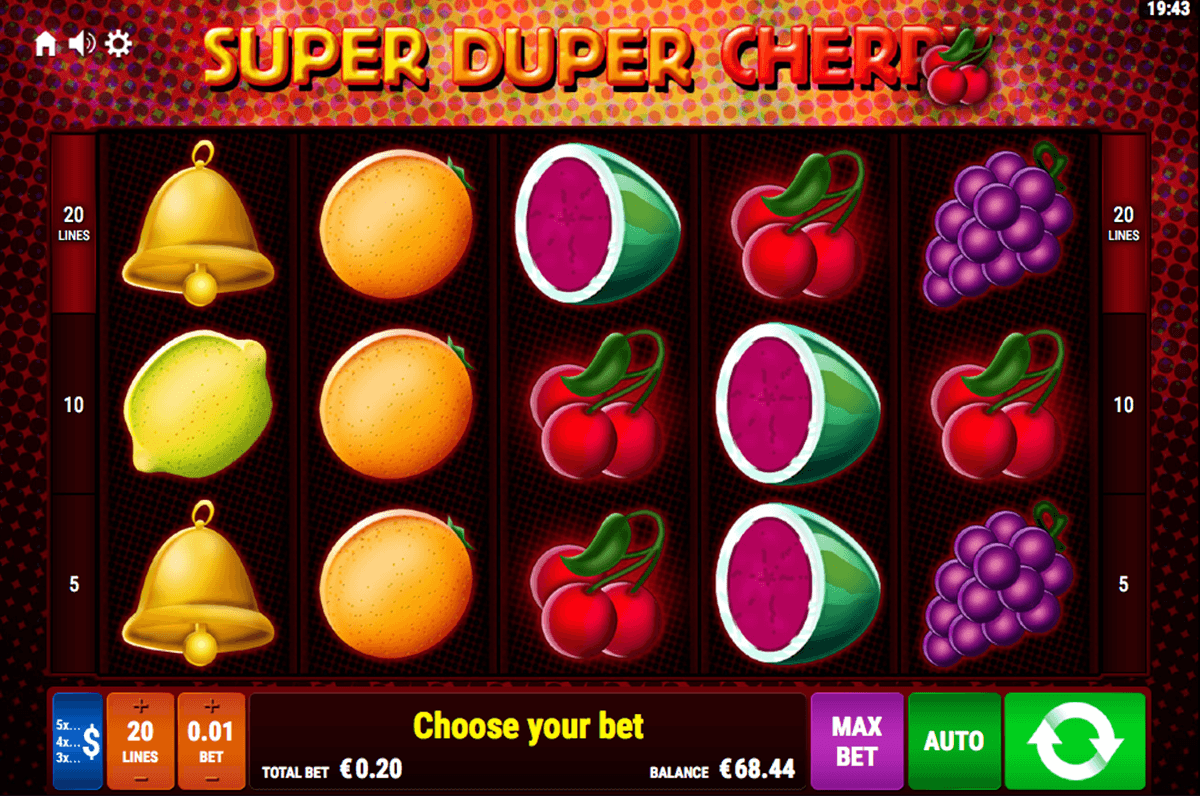 19:43
SUPER DUPER CHERRY
20
LINES
20
LINES
10
10
5
5
5x...
4x...
3x...
$
+
20
LINES
−
+
0.01
BET
−
Choose your bet
TOTAL BET €0.20
BALANCE €68.44
MAX
BET
AUTO